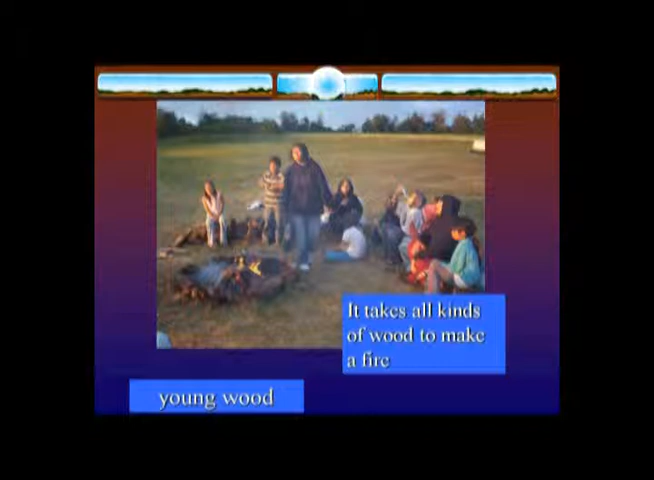 It takes all kinds
of wood to make
a fire
young wood